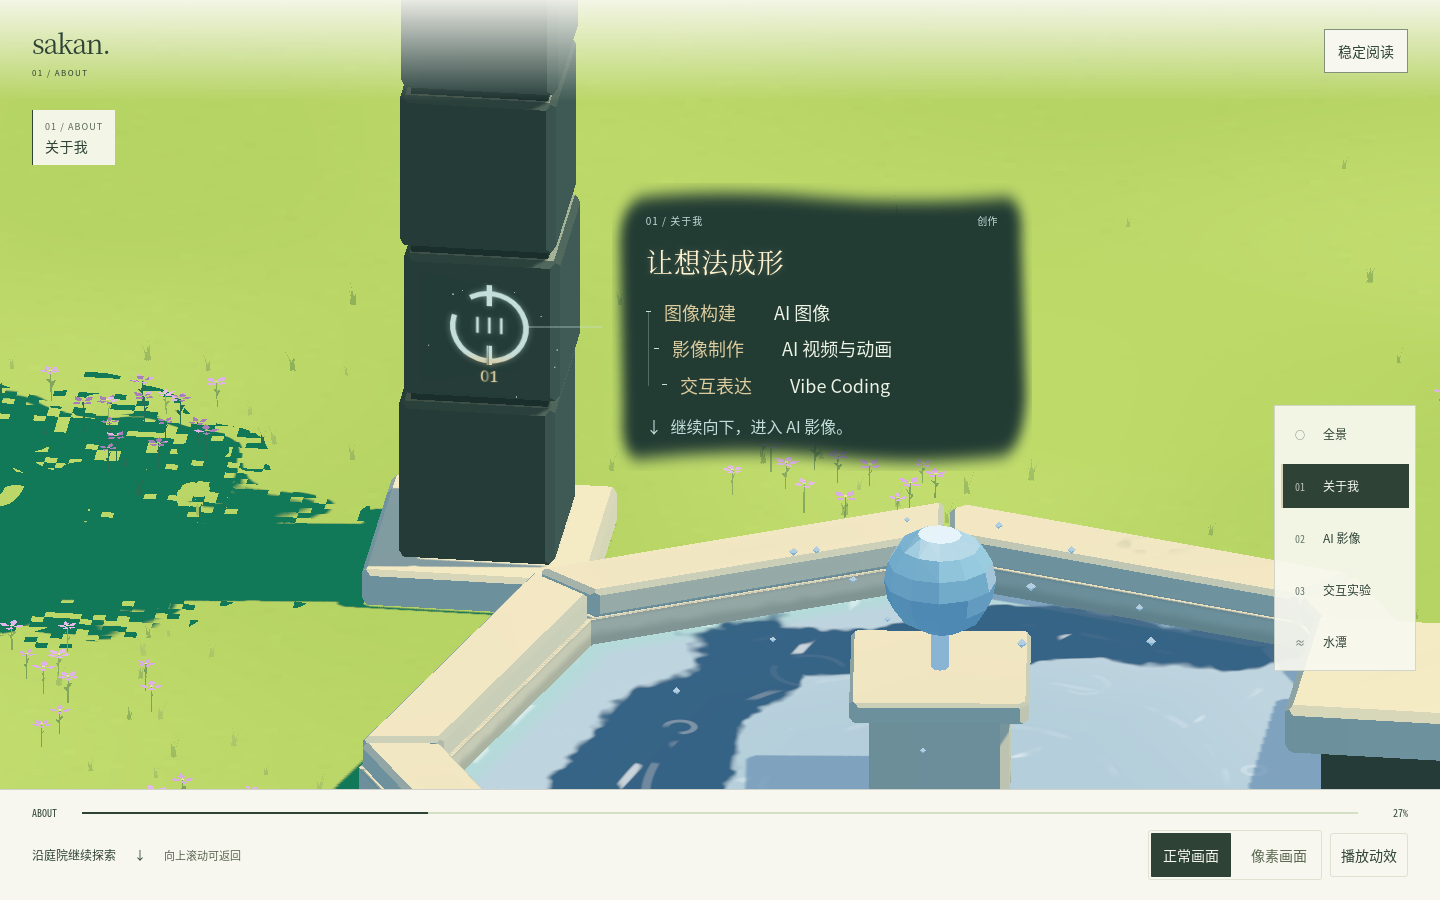 sakan.
01 / ABOUT
稳定阅读
01 / ABOUT
关于我
01 / 关于我
创作
让想法成形
图像构建 AI 图像
影像制作 AI 视频与动画
交互表达 Vibe Coding
↓ 继续向下，进入 AI 影像。
01
全景
01 关于我
02 AI 影像
03 交互实验
≈ 水潭
ABOUT
27%
沿庭院继续探索 ↓ 向上滚动可返回
正常画面
像素画面
播放动效